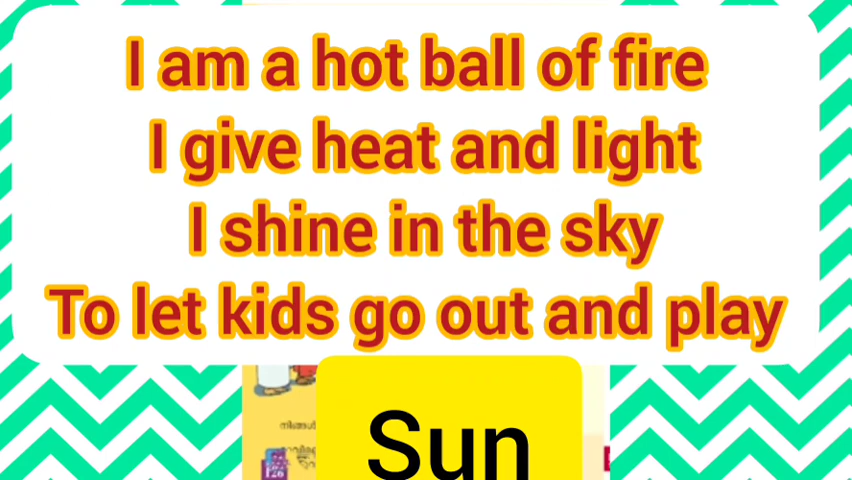 I am a hot ball of fire
I give heat and light
I shine in the sky
To let kids go out and play
Sun